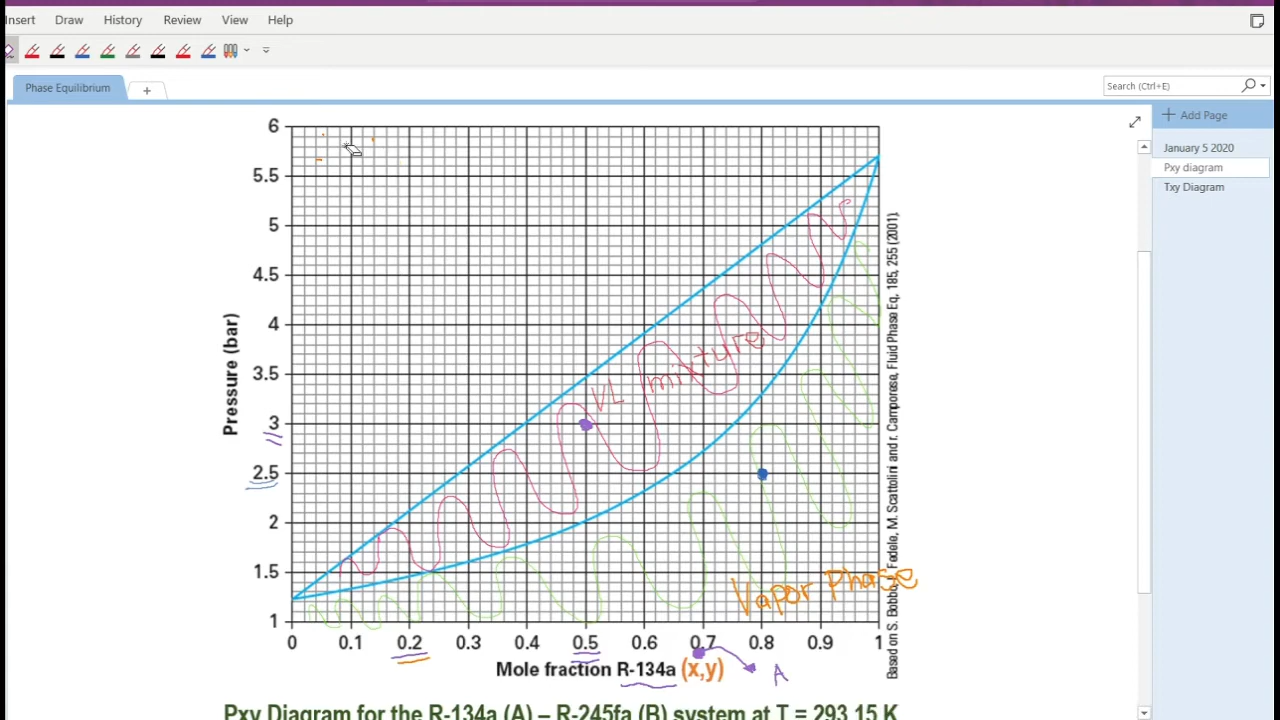 Insert Draw History Review View Help
Phase Equilibrium +
Search (Ctrl+E)
Add Page
January 5 2020
Pxy diagram
Txy Diagram
6
5.5
5
4.5
4
3.5
3
2.5
2
1.5
1
Pressure (bar)
VL mixture
Vapor Phase
0 0.1 0.2 0.3 0.4 0.5 0.6 0.7 0.8 0.9 1
Mole fraction R-134a (x,y)
A
Based on S. Bobbo, L. Fedele, M. Scattolini and r. Camporese, Fluid Phase Eq., 185, 255 (2001).
Pxy Diagram for the R-134a (A) – R-245fa (B) system at T = 293.15 K